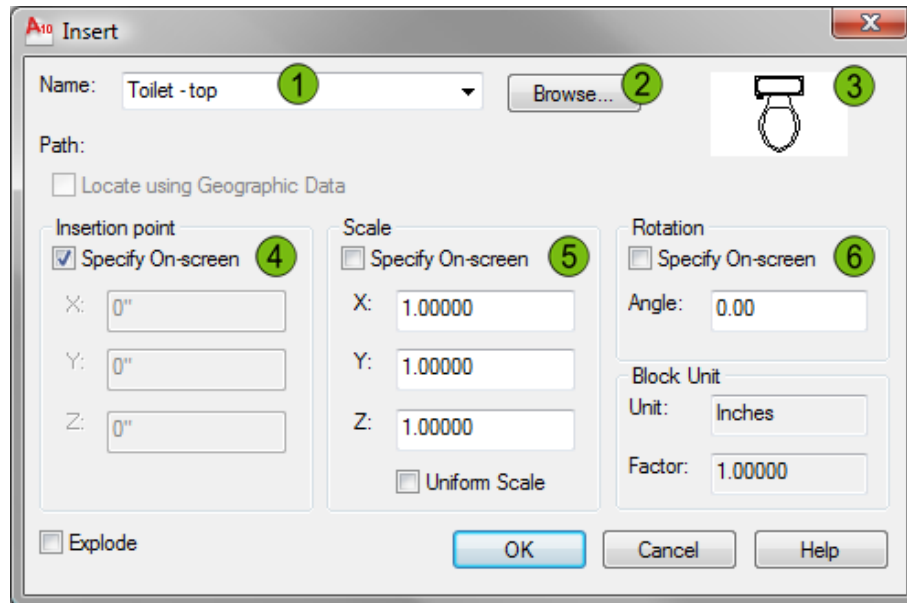 A10 Insert X
Name: Toilet - top 1 Browse... 2 3
Path:
Locate using Geographic Data
Insertion point
Specify On-screen 4
X: 0"
Y: 0"
Z: 0"
Scale
Specify On-screen 5
X: 1.00000
Y: 1.00000
Z: 1.00000
Uniform Scale
Rotation
Specify On-screen 6
Angle: 0.00
Block Unit
Unit: Inches
Factor: 1.00000
Explode
OK Cancel Help